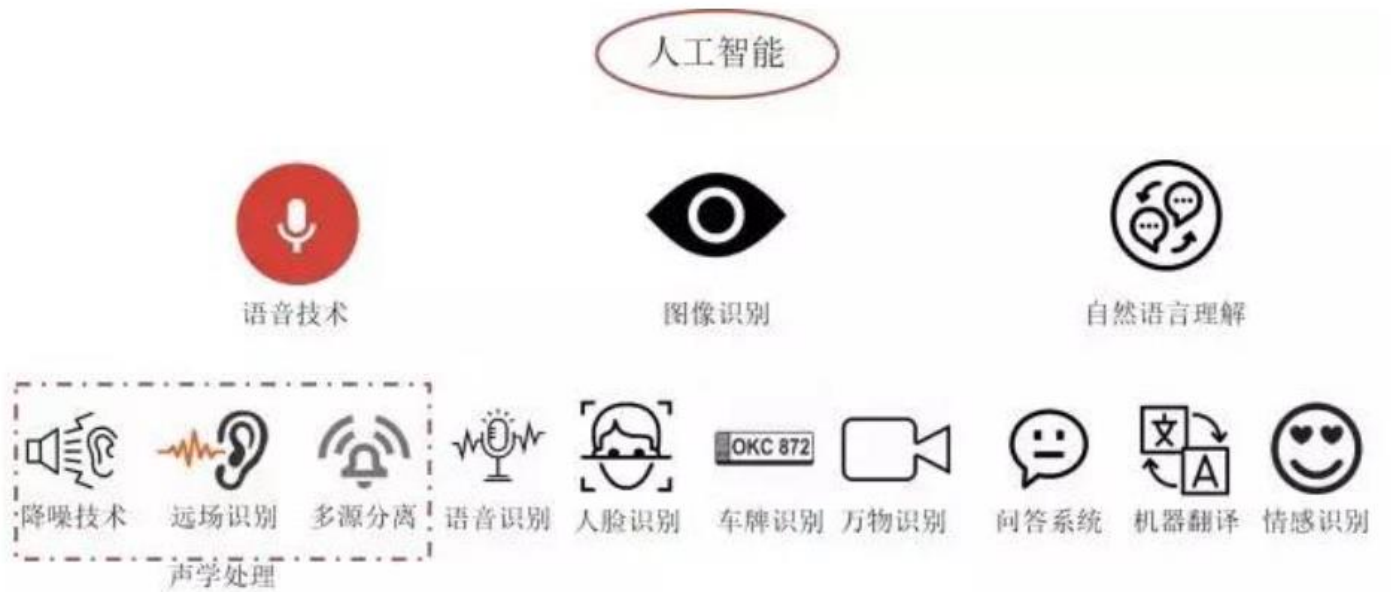 人工智能
语音技术
图像识别
自然语言理解
OKC 872
文
A
降噪技术
远场识别
多源分离
语音识别
人脸识别
车牌识别
万物识别
问答系统
机器翻译
情感识别
声学处理